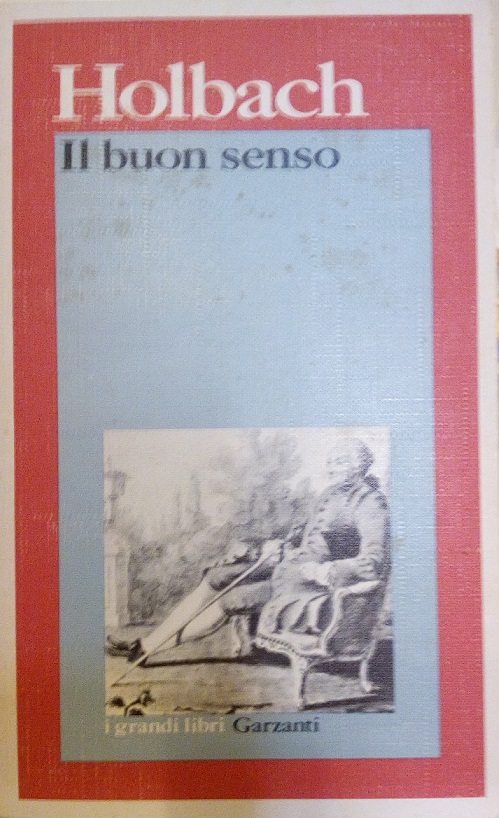 Holbach
Il buon senso
i grandi libri Garzanti